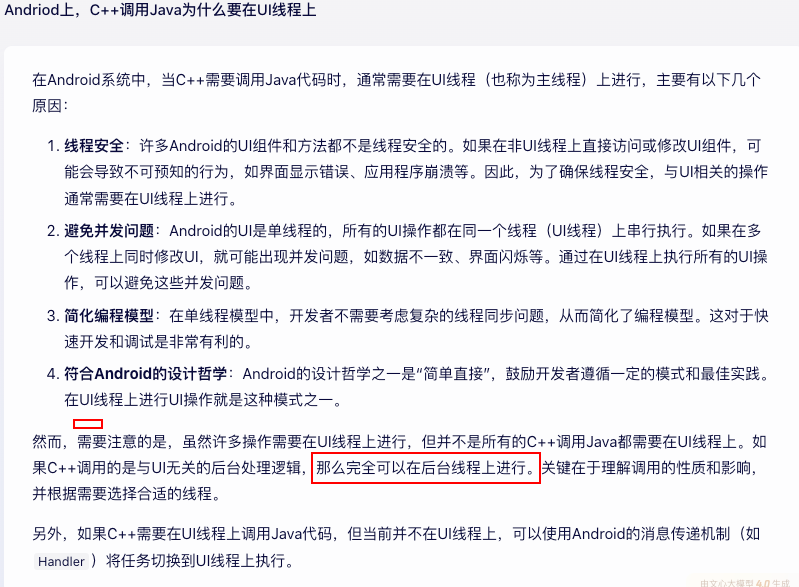 Andriod上，C++调用Java为什么要在UI线程上
在Android系统中，当C++需要调用Java代码时，通常需要在UI线程（也称为主线程）上进行，主要有以下几个
原因：
1. 线程安全：许多Android的UI组件和方法都不是线程安全的。如果在非UI线程上直接访问或修改UI组件，可
能会导致不可预知的行为，如界面显示错误、应用程序崩溃等。因此，为了确保线程安全，与UI相关的操作
通常需要在UI线程上进行。
2. 避免并发问题：Android的UI是单线程的，所有的UI操作都在同一个线程（UI线程）上串行执行。如果在多
个线程上同时修改UI，就可能出现并发问题，如数据不一致、界面闪烁等。通过在UI线程上执行所有的UI操
作，可以避免这些并发问题。
3. 简化编程模型：在单线程模型中，开发者不需要考虑复杂的线程同步问题，从而简化了编程模型。这对于快
速开发和调试是非常有利的。
4. 符合Android的设计哲学：Android的设计哲学之一是“简单直接”，鼓励开发者遵循一定的模式和最佳实践。
在UI线程上进行UI操作就是这种模式之一。
然而，需要注意的是，虽然许多操作需要在UI线程上进行，但并不是所有的C++调用Java都需要在UI线程上。如
果C++调用的是与UI无关的后台处理逻辑，那么完全可以在后台线程上进行。关键在于理解调用的性质和影响，
并根据需要选择合适的线程。
另外，如果C++需要在UI线程上调用Java代码，但当前并不在UI线程上，可以使用Android的消息传递机制（如
Handler ）将任务切换到UI线程上执行。
由文心大模型 4.0 生成